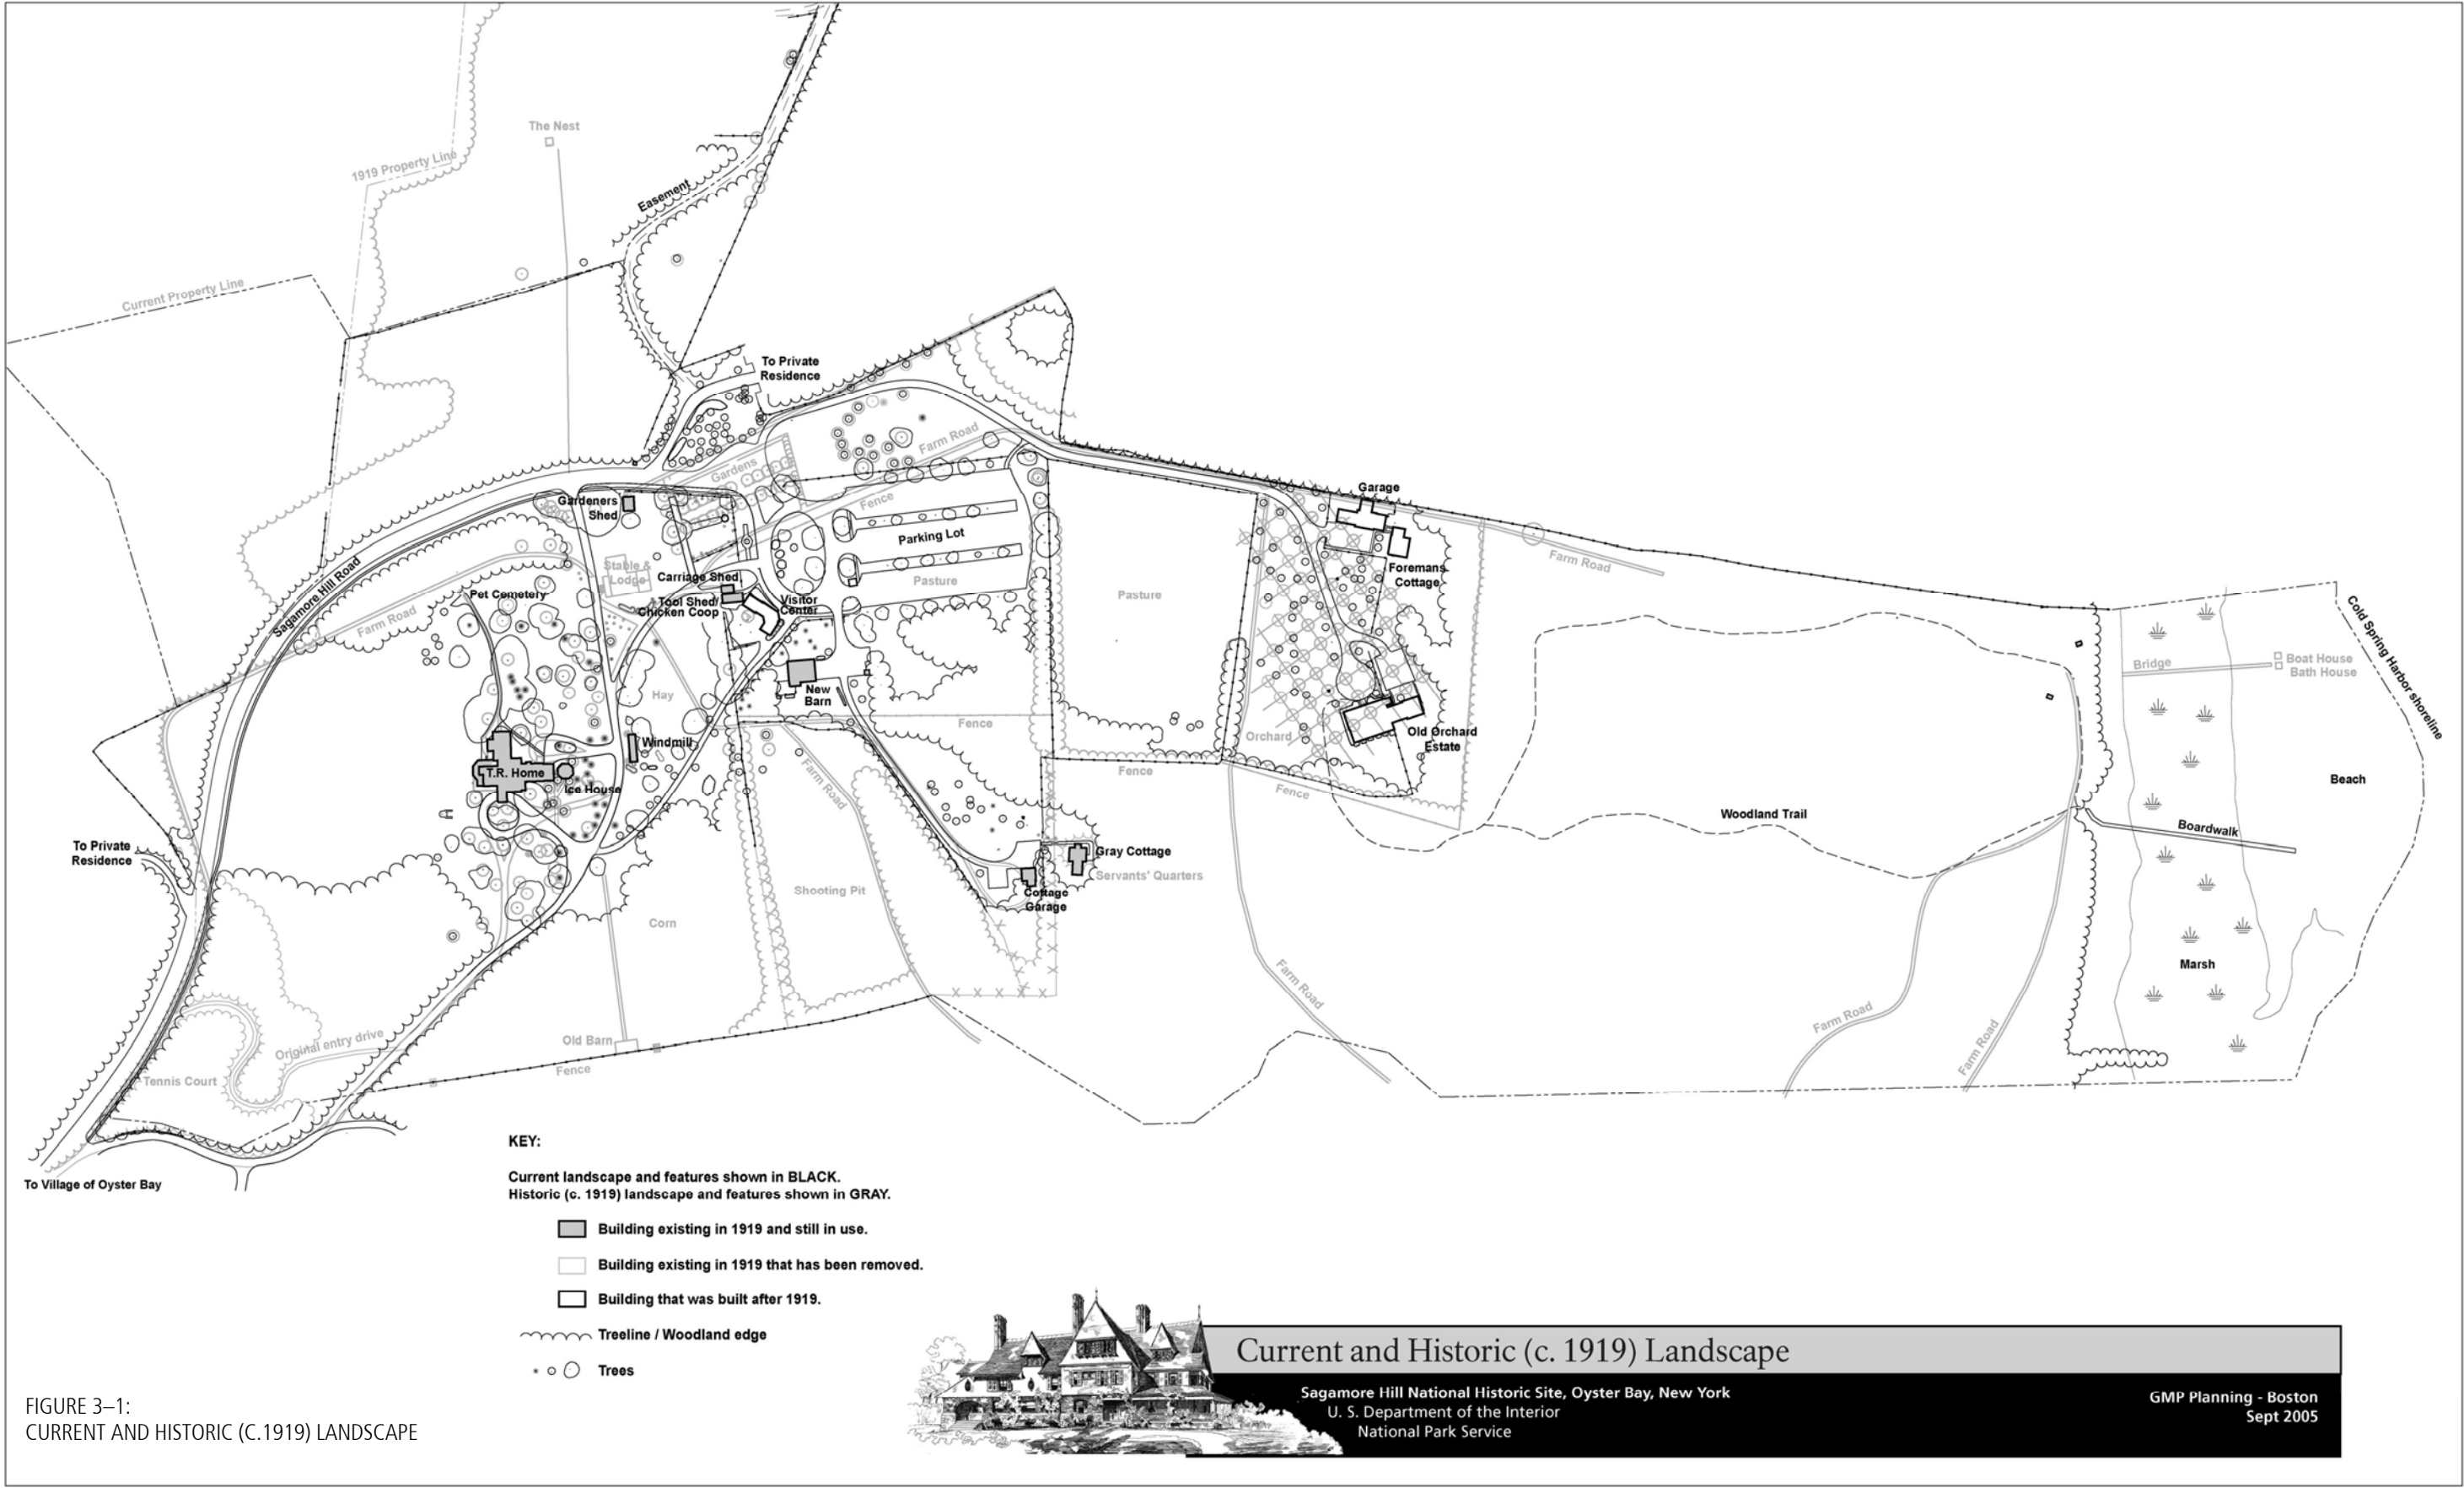 The Nest
1919 Property Line
Easement
Current Property Line
To Private
Residence
Farm Road
Gardens
Fence
Gardeners
Shed
Garage
Parking Lot
Farm Road
Foremans
Cottage
Stable &
Lodge
Carriage Shed
Pasture
Pet Cemetery
Tool Shed/
Chicken Coop
Visitor
Center
Pasture
Sagamore Hill Road
Farm Road
Cold Spring Harbor shoreline
Bridge
Boat House
Bath House
Hay
New
Barn
Fence
Orchard
Old Orchard
Estate
Windmill
T.R. Home
Ice House
Farm Road
Fence
Fence
Beach
Woodland Trail
Boardwalk
To Private
Residence
Gray Cottage
Servants' Quarters
Shooting Pit
Cottage
Garage
Corn
Farm Road
Marsh
Farm Road
Farm Road
Original entry drive
Old Barn
Fence
Tennis Court
To Village of Oyster Bay
KEY:
Current landscape and features shown in BLACK.
Historic (c. 1919) landscape and features shown in GRAY.
Building existing in 1919 and still in use.
Building existing in 1919 that has been removed.
Building that was built after 1919.
Treeline / Woodland edge
Trees
Current and Historic (c. 1919) Landscape
Sagamore Hill National Historic Site, Oyster Bay, New York
U. S. Department of the Interior
National Park Service
GMP Planning - Boston
Sept 2005
FIGURE 3–1:
CURRENT AND HISTORIC (C.1919) LANDSCAPE